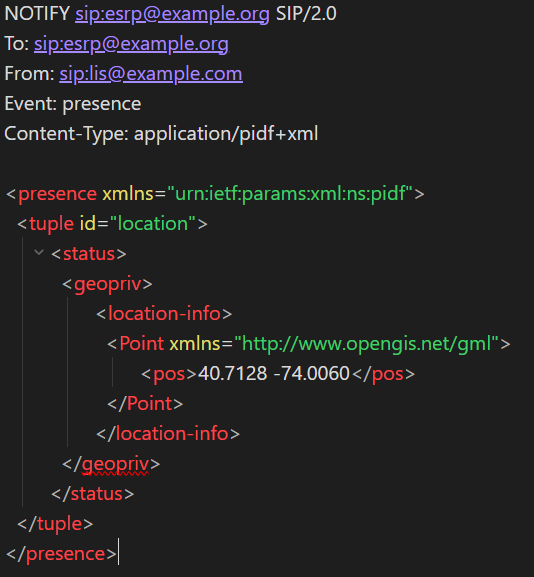 NOTIFY sip:esrp@example.org SIP/2.0
To: sip:esrp@example.org
From: sip:lis@example.com
Event: presence
Content-Type: application/pidf+xml

<presence xmlns="urn:ietf:params:xml:ns:pidf">
  <tuple id="location">
    <status>
      <geopriv>
        <location-info>
          <Point xmlns="http://www.opengis.net/gml">
            <pos>40.7128 -74.0060</pos>
          </Point>
        </location-info>
      </geopriv>
    </status>
  </tuple>
</presence>